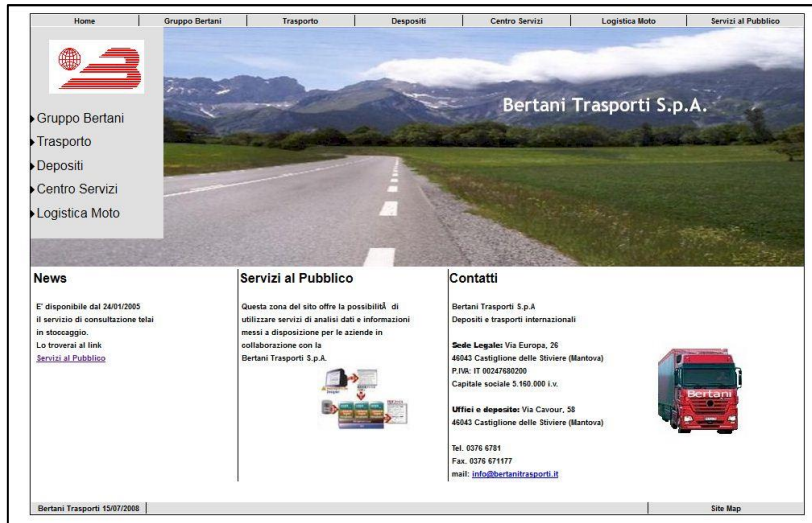 Home Gruppo Bertani Trasporto Despositi Centro Servizi Logistica Moto Servizi al Pubblico
Bertani Trasporti S.p.A.
Gruppo Bertani
Trasporto
Depositi
Centro Servizi
Logistica Moto
News
E' disponibile dal 24/01/2005
il servizio di consultazione telai
in stoccaggio.
Lo troverai al link
Servizi al Pubblico
Servizi al Pubblico
Questa zona del sito offre la possibilitÃ di
utilizzare servizi di analisi dati e informazioni
messi a disposizione per le aziende in
collaborazione con la
Bertani Trasporti S.p.A.
Contatti
Bertani Trasporti S.p.A
Depositi e trasporti internazionali
Sede Legale: Via Europa, 26
46043 Castiglione delle Stiviere (Mantova)
P.IVA: IT 00247680200
Capitale sociale 5.160.000 i.v.
Uffici e deposito: Via Cavour, 58
46043 Castiglione delle Stiviere (Mantova)
Tel. 0376 6781
Fax. 0376 671177
mail: info@bertanitrasporti.it
Bertani
Bertani Trasporti 15/07/2008 Site Map